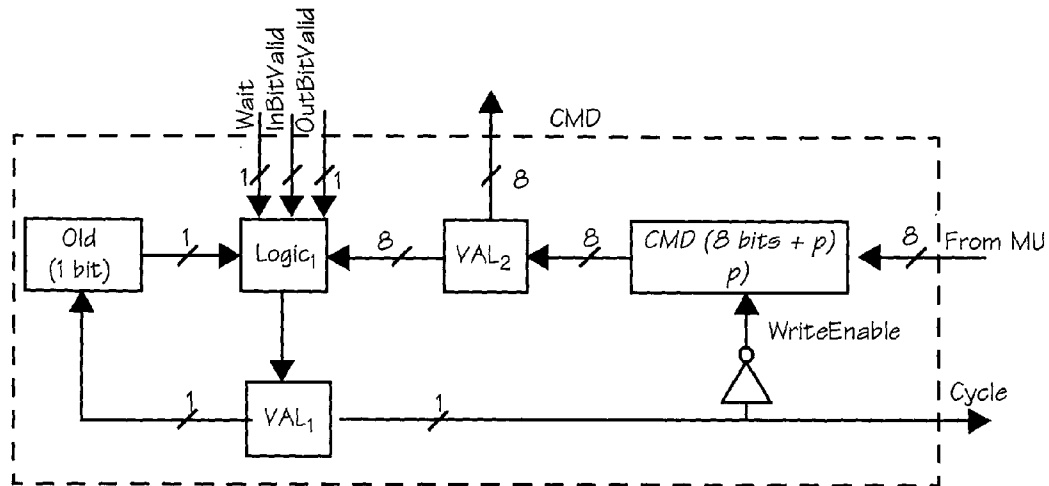 Wait
InBitValid
OutBitValid
CMD
1
1
8
Old
(1 bit)
1
Logic1
8
VAL2
8
CMD (8 bits + p)
p)
8
From MU
WriteEnable
1
VAL1
1
Cycle